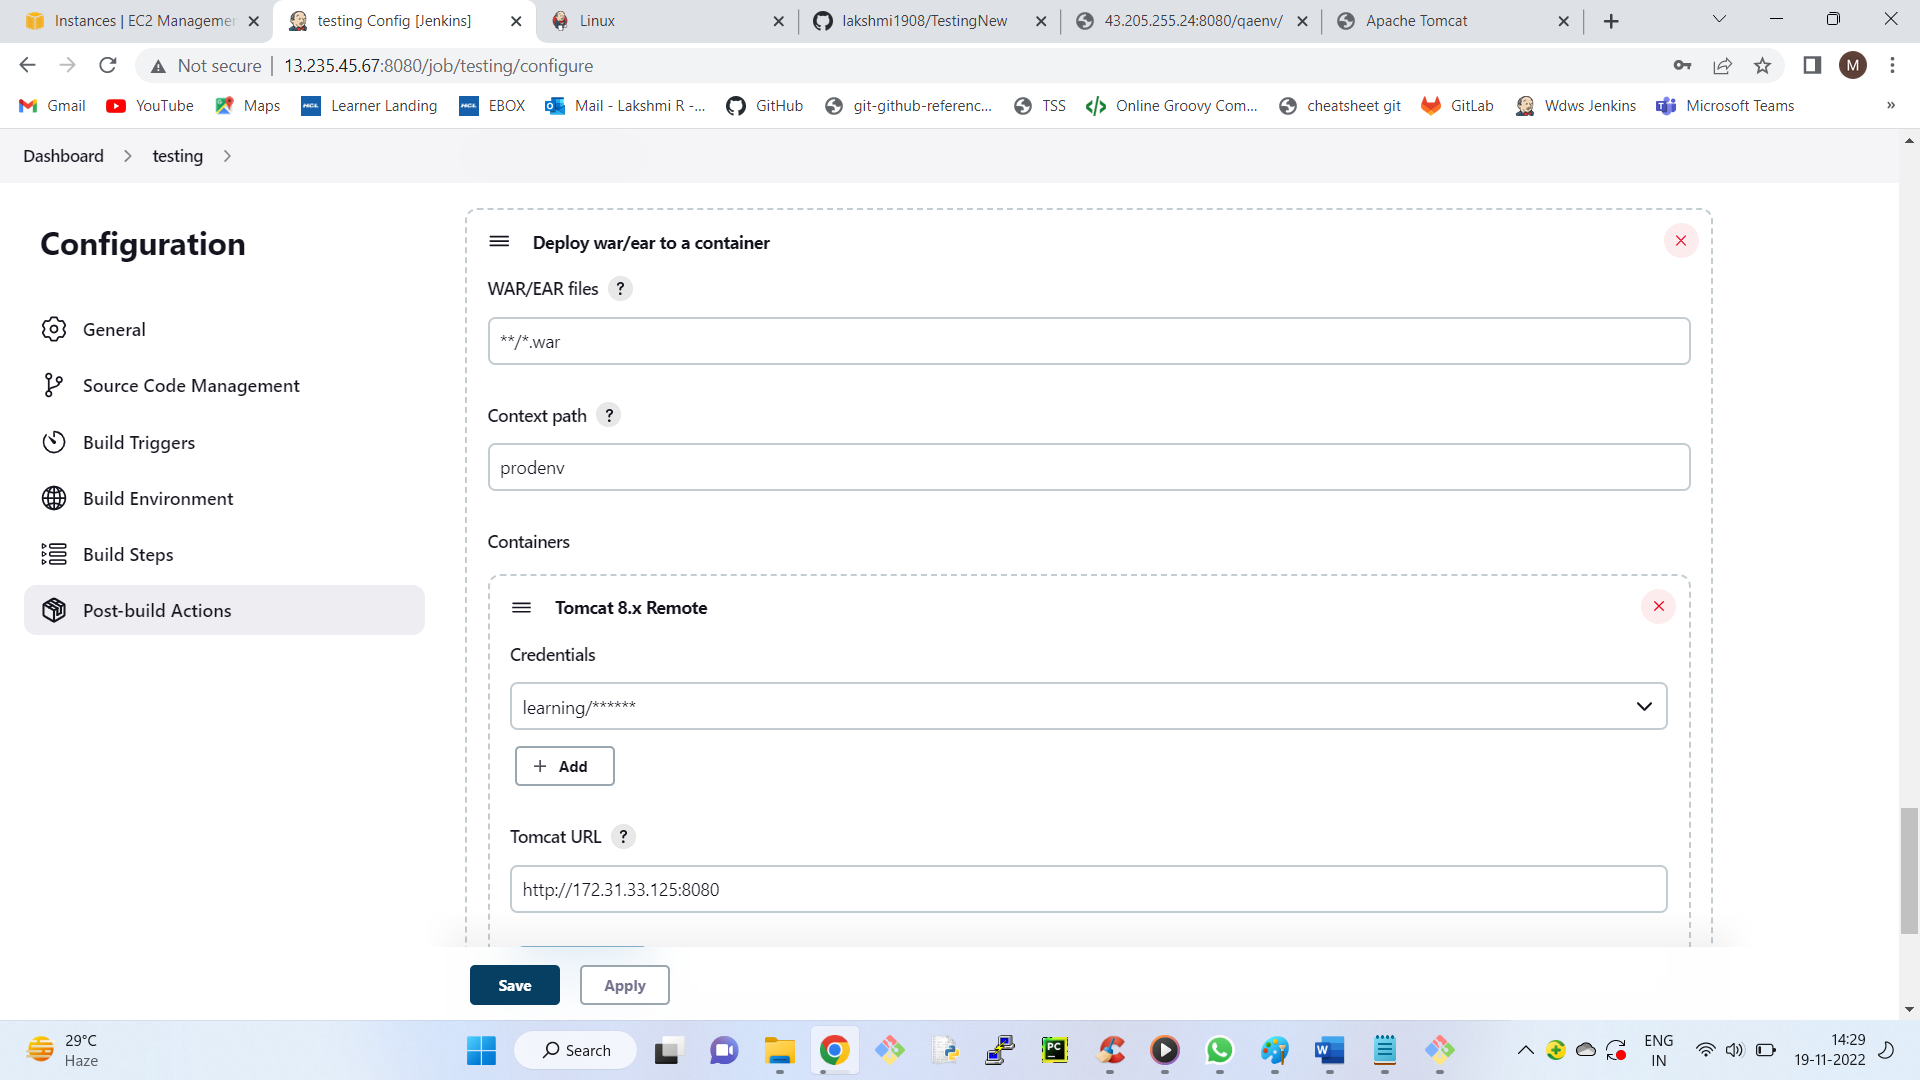 Instances | EC2 Managemen
testing Config [Jenkins]
Linux
lakshmi1908/TestingNew
43.205.255.24:8080/qaenv/
Apache Tomcat
Not secure | 13.235.45.67:8080/job/testing/configure
M
Gmail
YouTube
Maps
HCL Learner Landing
HCL EBOX
Mail - Lakshmi R -...
GitHub
git-github-referenc...
TSS
Online Groovy Com...
cheatsheet git
GitLab
Wdws Jenkins
Microsoft Teams
»
Dashboard > testing >
Configuration
General
Source Code Management
Build Triggers
Build Environment
Build Steps
Post-build Actions
Deploy war/ear to a container
WAR/EAR files ?
**/*.war
Context path ?
prodenv
Containers
Tomcat 8.x Remote
Credentials
learning/******
+ Add
Tomcat URL ?
http://172.31.33.125:8080
Save
Apply
29°C
Haze
Search
PC
W
ENG
IN
14:29
19-11-2022